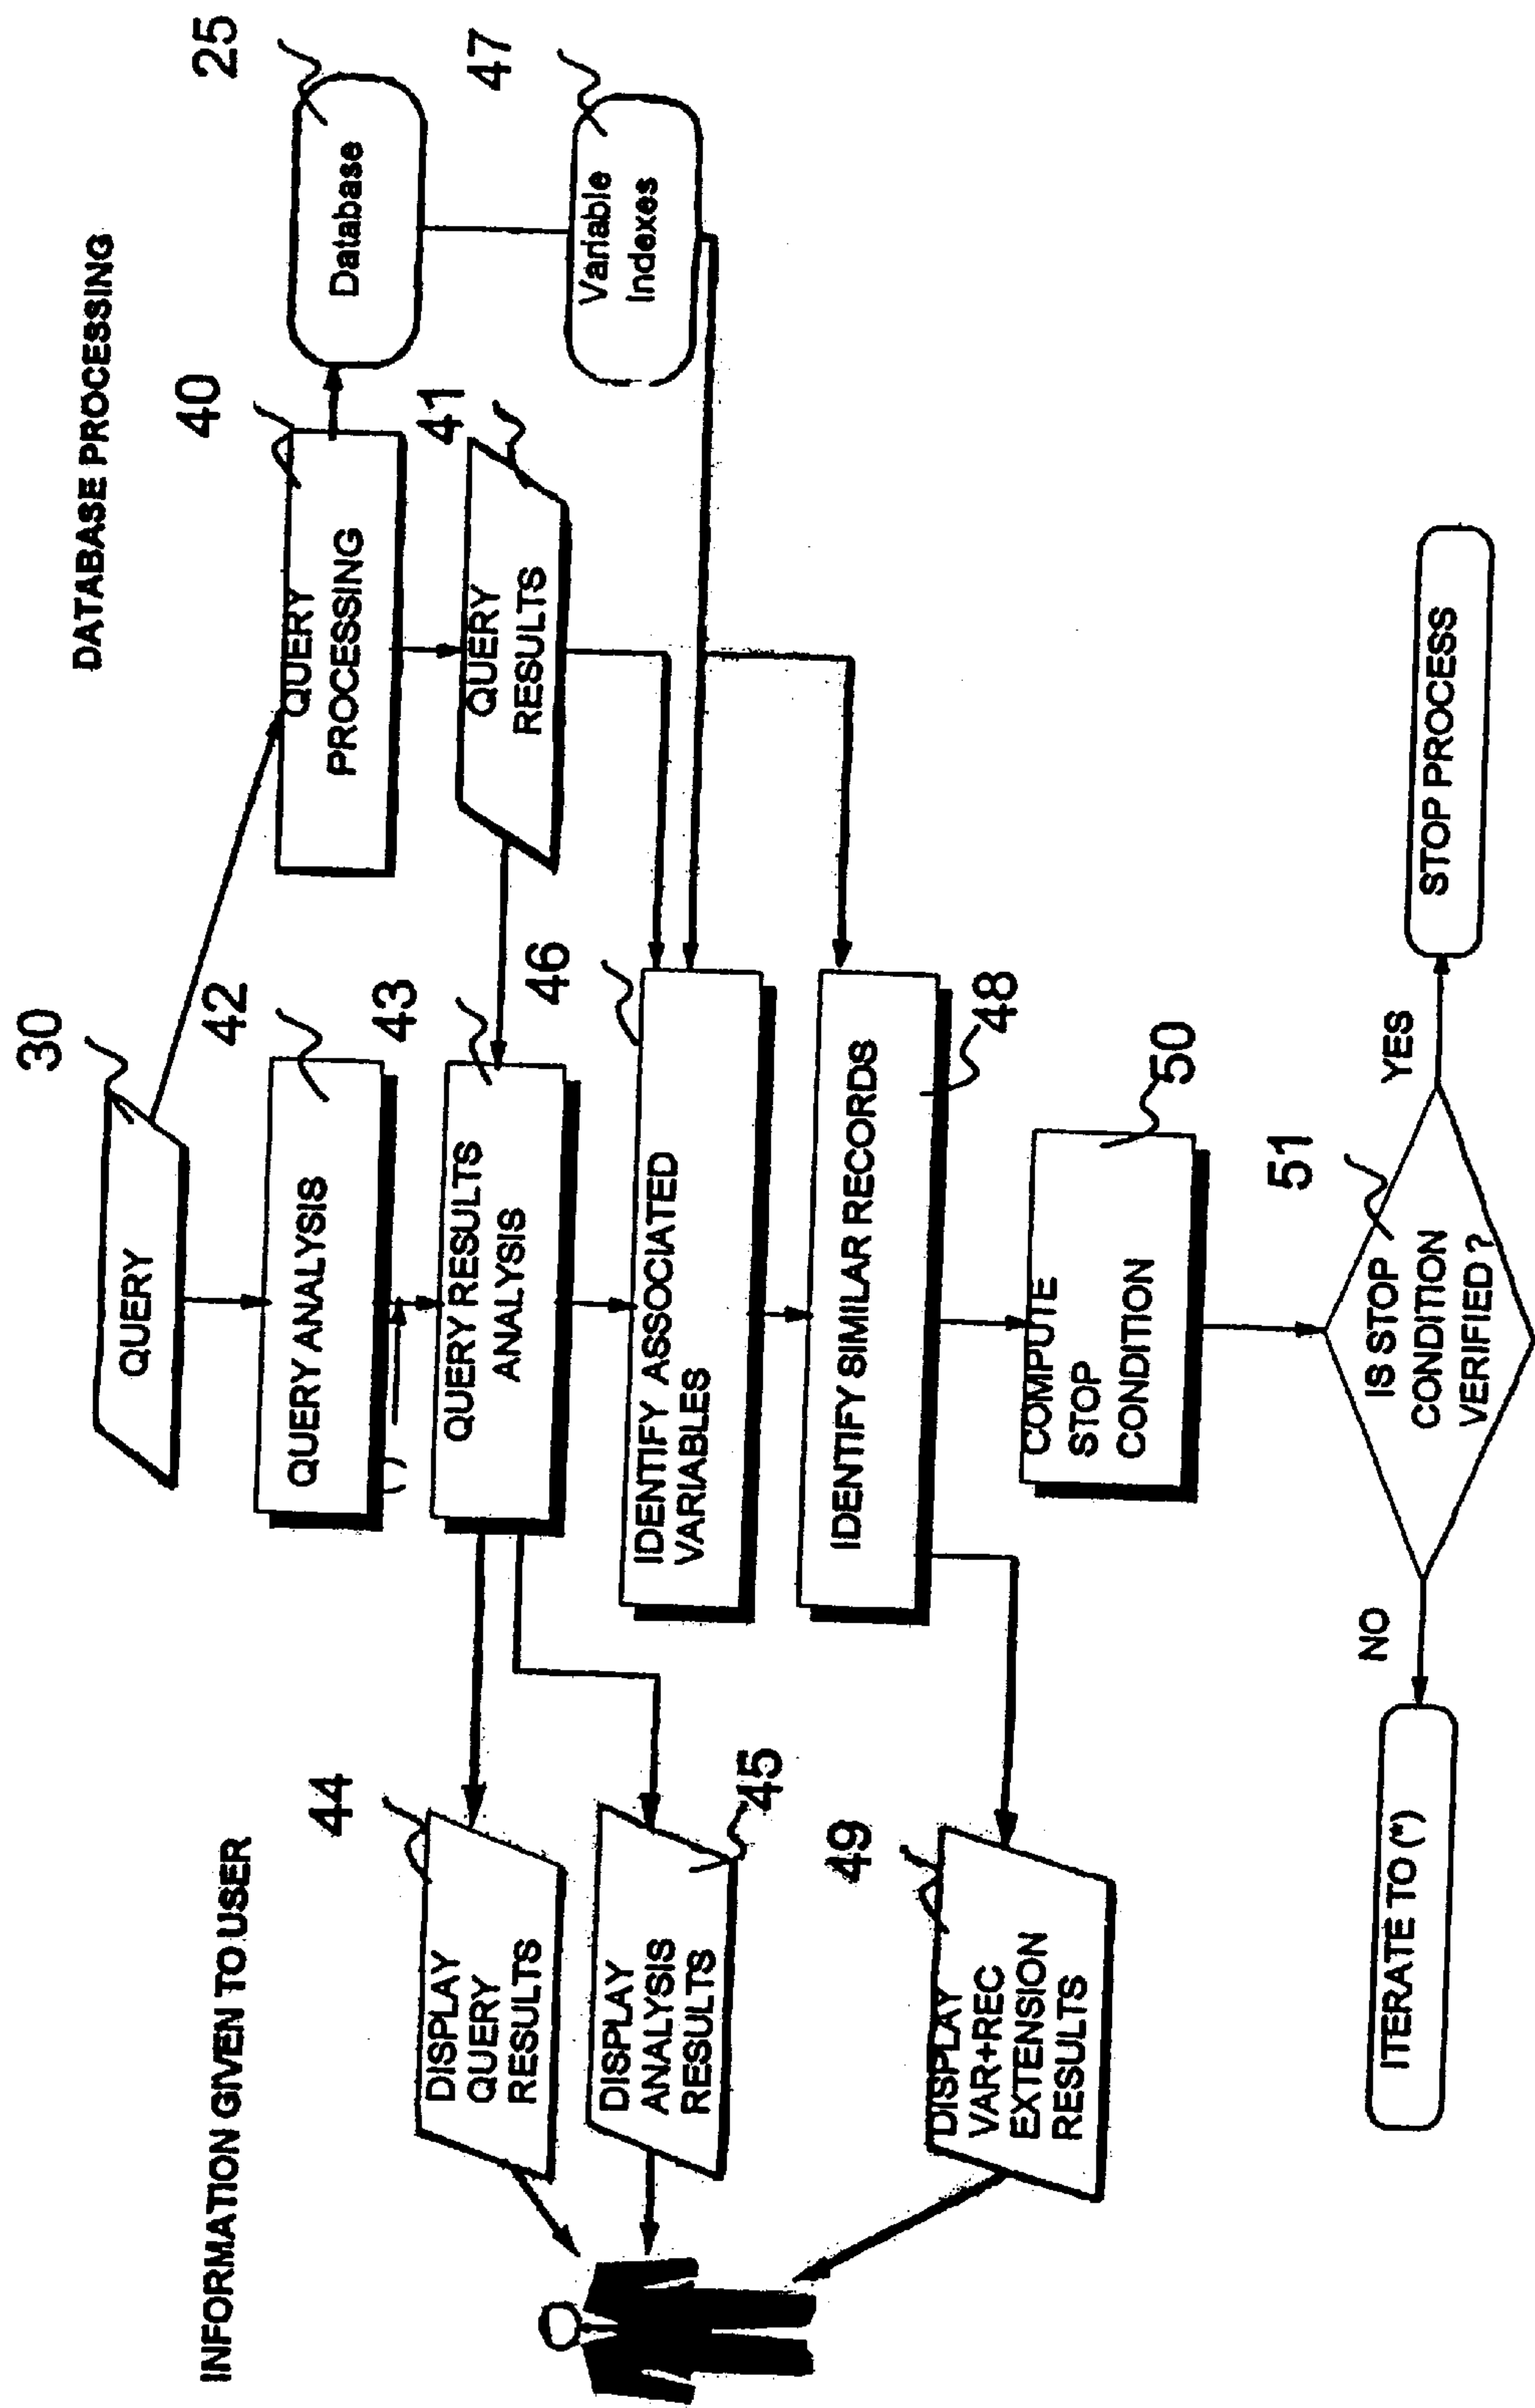 DATABASE PROCESSING
INFORMATION GIVEN TO USER
30
QUERY
40
QUERY
PROCESSING
25
Database
42
QUERY ANALYSIS
41
QUERY
RESULTS
47
Variable
Indexes
43
QUERY RESULTS
ANALYSIS
44
DISPLAY
QUERY
RESULTS
45
DISPLAY
ANALYSIS
RESULTS
46
IDENTIFY ASSOCIATED
VARIABLES
48
IDENTIFY SIMILAR RECORDS
49
DISPLAY
VAR+REC
EXTENSION
RESULTS
50
COMPUTE
STOP
CONDITION
51
IS STOP
CONDITION
VERIFIED ?
NO
YES
ITERATE TO (*)
STOP PROCESS